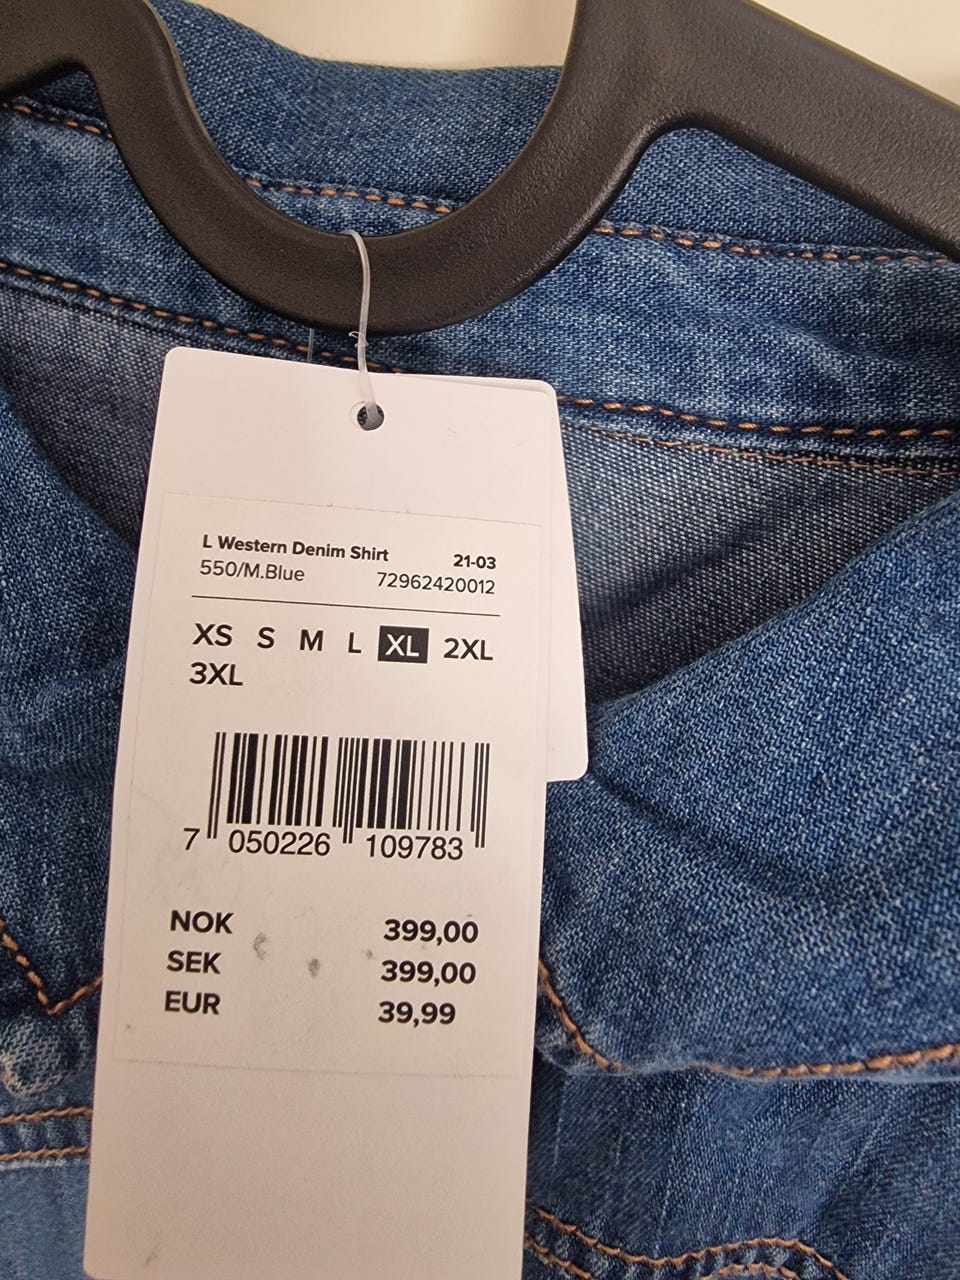 L Western Denim Shirt 21-03
550/M.Blue 72962420012
XS S M L XL 2XL
3XL
7 050226 109783
NOK 399,00
SEK 399,00
EUR 39,99